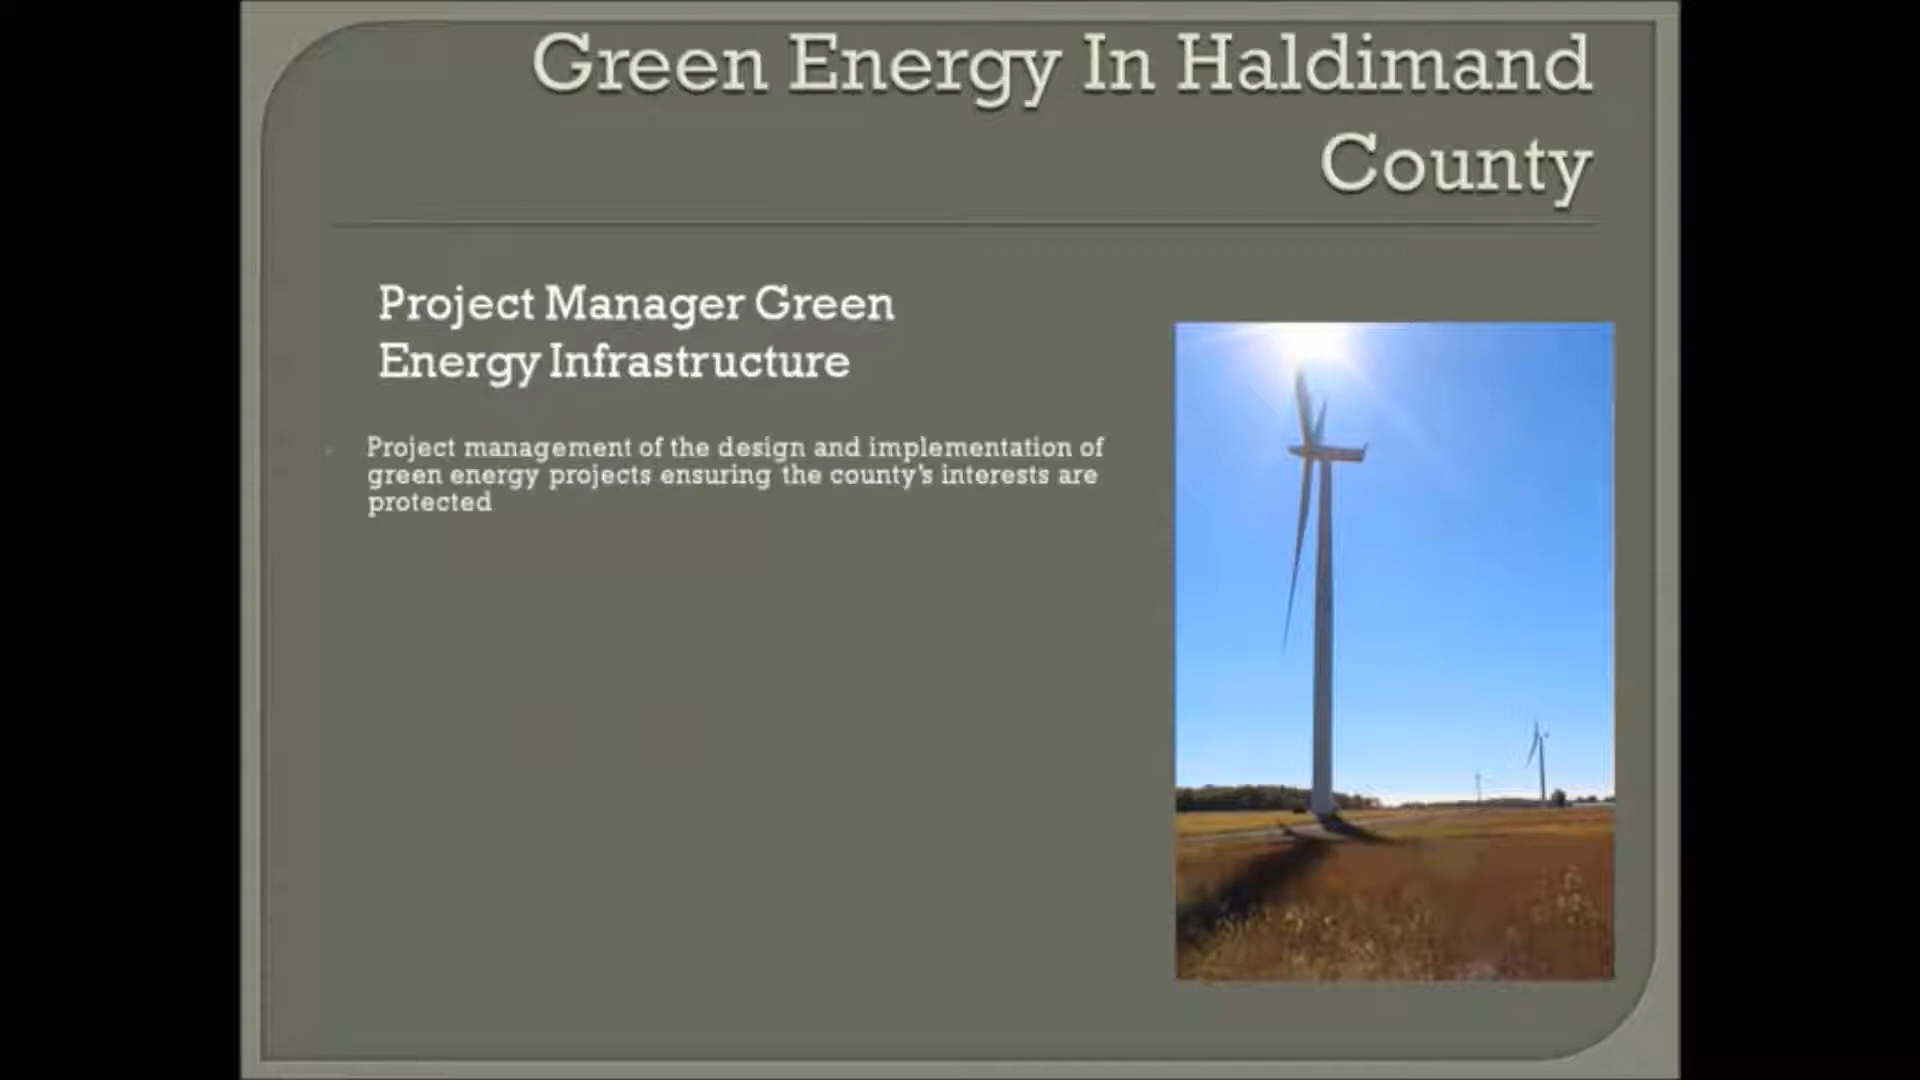 Green Energy In Haldimand
County
Project Manager Green
Energy Infrastructure
Project management of the design and implementation of
green energy projects ensuring the county's interests are
protected